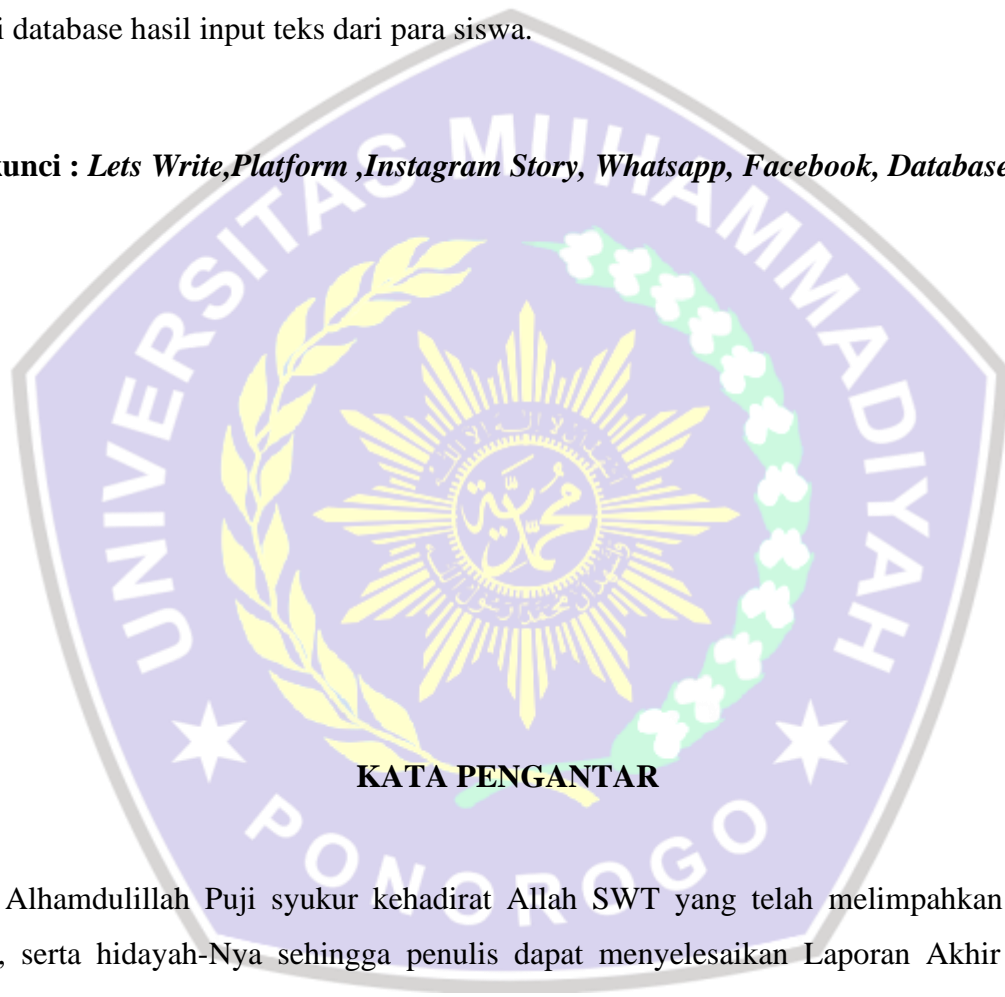 i database hasil input teks dari para siswa.
kunci : Lets Write,Platform ,Instagram Story, Whatsapp, Facebook, Database
UNIVERSITAS MUHAMMADIYAH
PONOROGO
KATA PENGANTAR
Alhamdulillah Puji syukur kehadirat Allah SWT yang telah melimpahkan
, serta hidayah-Nya sehingga penulis dapat menyelesaikan Laporan Akhir